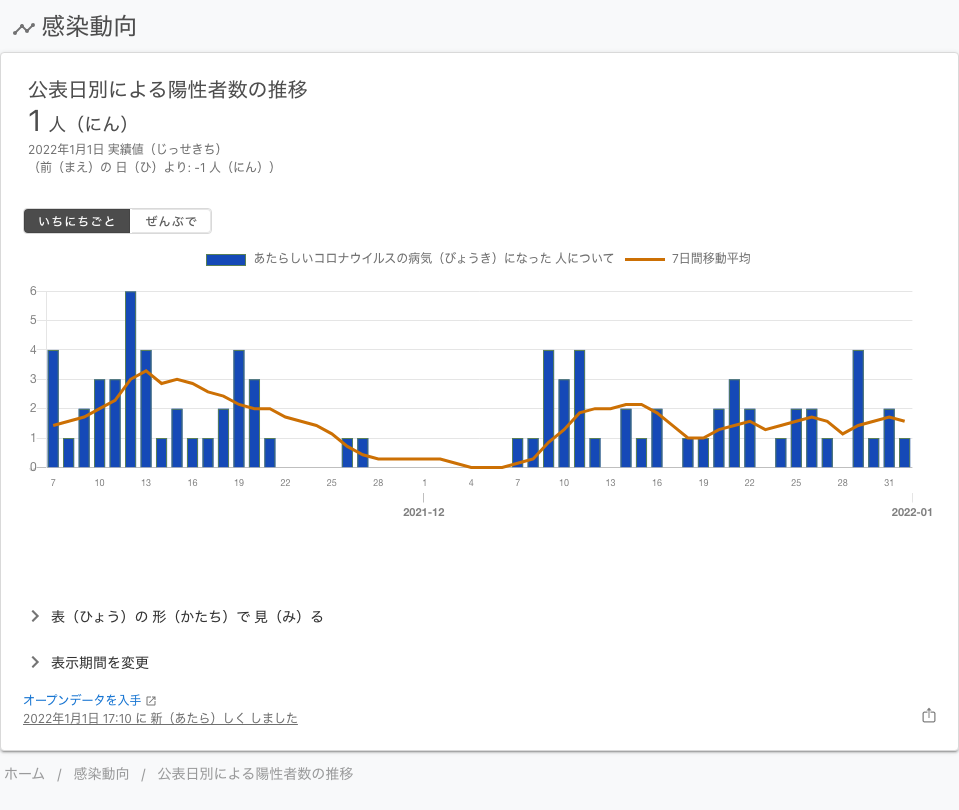 感染動向
公表日別による陽性者数の推移
1 人（にん）
2022年1月1日 実績値（じっせきち）
（前（まえ）の 日（ひ）より: -1 人（にん））
いちにちごと ぜんぶで
あたらしいコロナウイルスの病気（びょうき）になった 人について 7日間移動平均
6
5
4
3
2
1
0
7 10 13 16 19 22 25 28 1 4 7 10 13 16 19 22 25 28 31
2021-12 2022-01
表（ひょう）の 形（かたち）で 見（み）る
表示期間を変更
オープンデータを入手
2022年1月1日 17:10 に 新（あたら）しく しました
ホーム / 感染動向 / 公表日別による陽性者数の推移